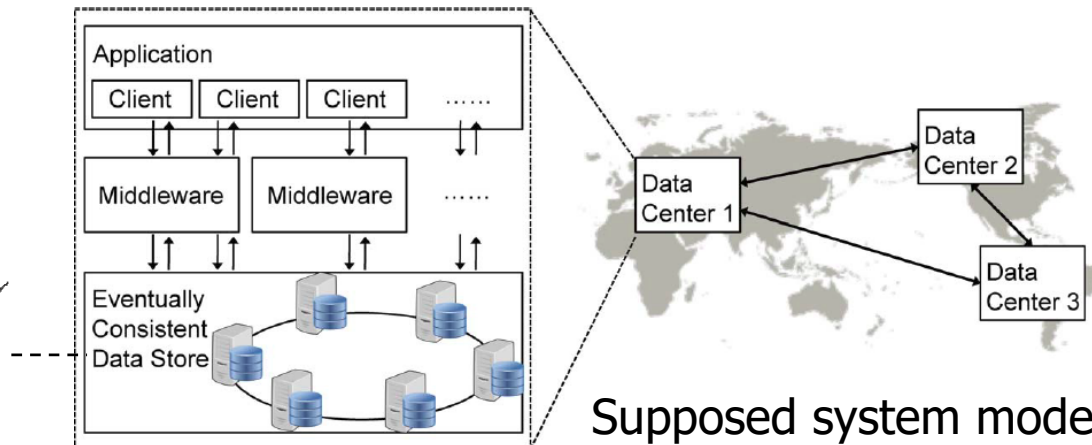 Application
Client Client Client ......
Middleware Middleware ......
Eventually
Consistent
Data Store
Data
Center 1
Data
Center 2
Data
Center 3
Supposed system mode